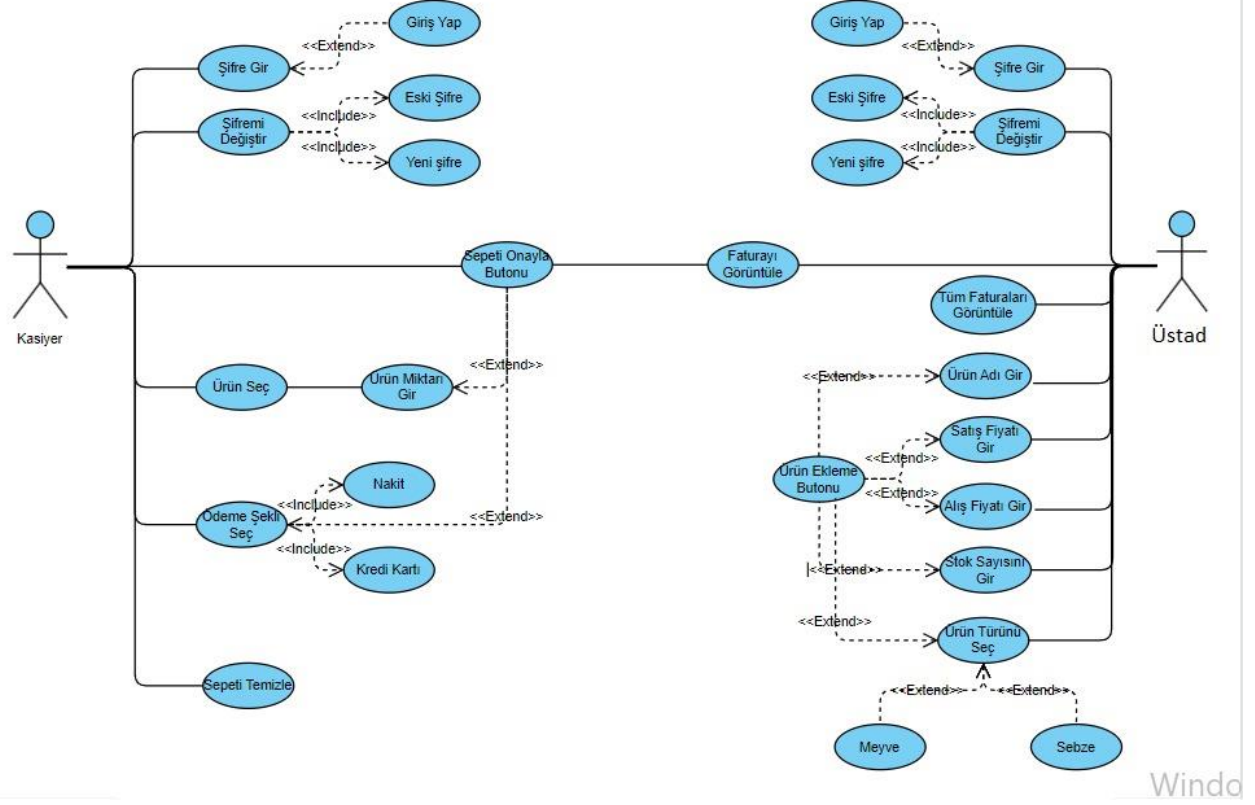 Giriş Yap
Giriş Yap
<<Extend>>
<<Extend>>
Şifre Gir
Şifre Gir
Eski Şifre
Eski Şifre
<<Include>>
<<Include>>
Şifremi
Değiştir
Şifremi
Değiştir
<<Include>>
<<Include>>
Yeni şifre
Yeni şifre
Sepeti Onayla
Butonu
Faturayı
Görüntüle
Tüm Faturaları
Görüntüle
Kasiyer
Üstad
<<Extend>>
Ürün Seç
Ürün Miktarı
Gir
<<Extend>>
Ürün Adı Gir
Satış Fiyatı
Gir
<<Extend>>
Ürün Ekleme
Butonu
Nakit
<<Extend>>
<<Include>>
Alış Fiyatı Gir
Ödeme Şekli
Seç
<<Extend>>
<<Include>>
Kredi Kartı
<<Extend>>
Stok Sayısını
Gir
<<Extend>>
Ürün Türünü
Seç
Sepeti Temizle
<<Extend>>
<<Extend>>
Meyve
Sebze
Windo